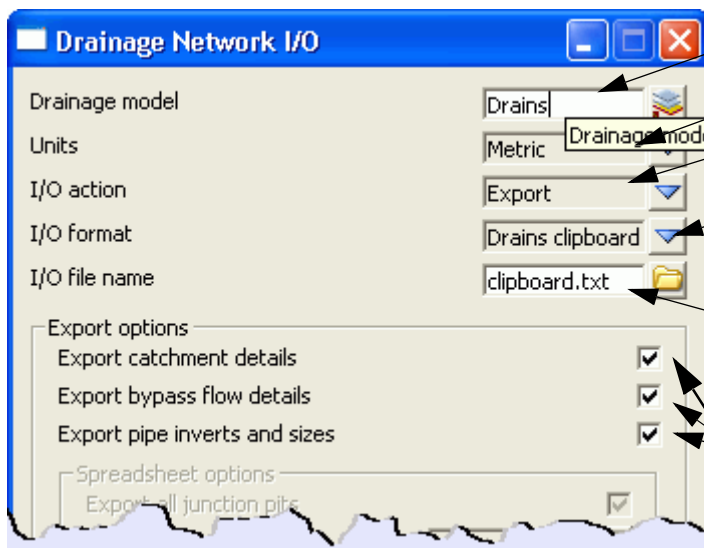 Drainage Network I/O
Drainage model Drains
Drainage mode
Units Metric
I/O action Export
I/O format Drains clipboard
I/O file name clipboard.txt
Export options
Export catchment details
Export bypass flow details
Export pipe inverts and sizes
Spreadsheet options
Export all junction pits